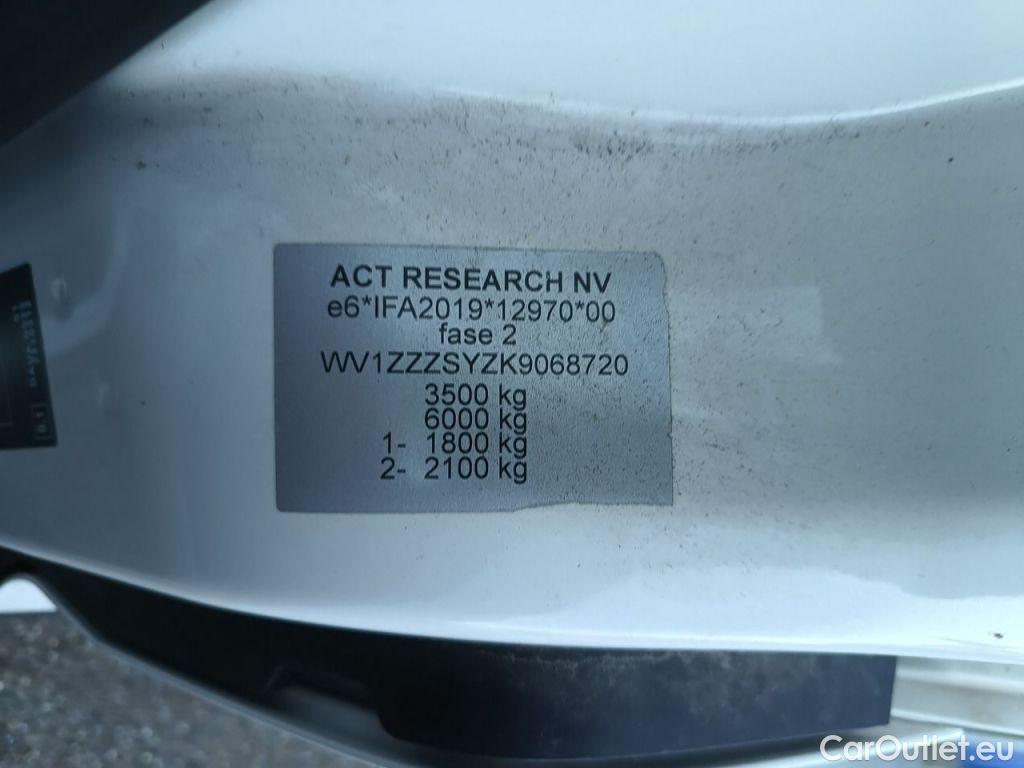 ACT RESEARCH NV
e6*IFA2019*12970*00
fase 2
WV1ZZZSYZK9068720
3500 kg
6000 kg
1- 1800 kg
2- 2100 kg
CarOutlet.eu